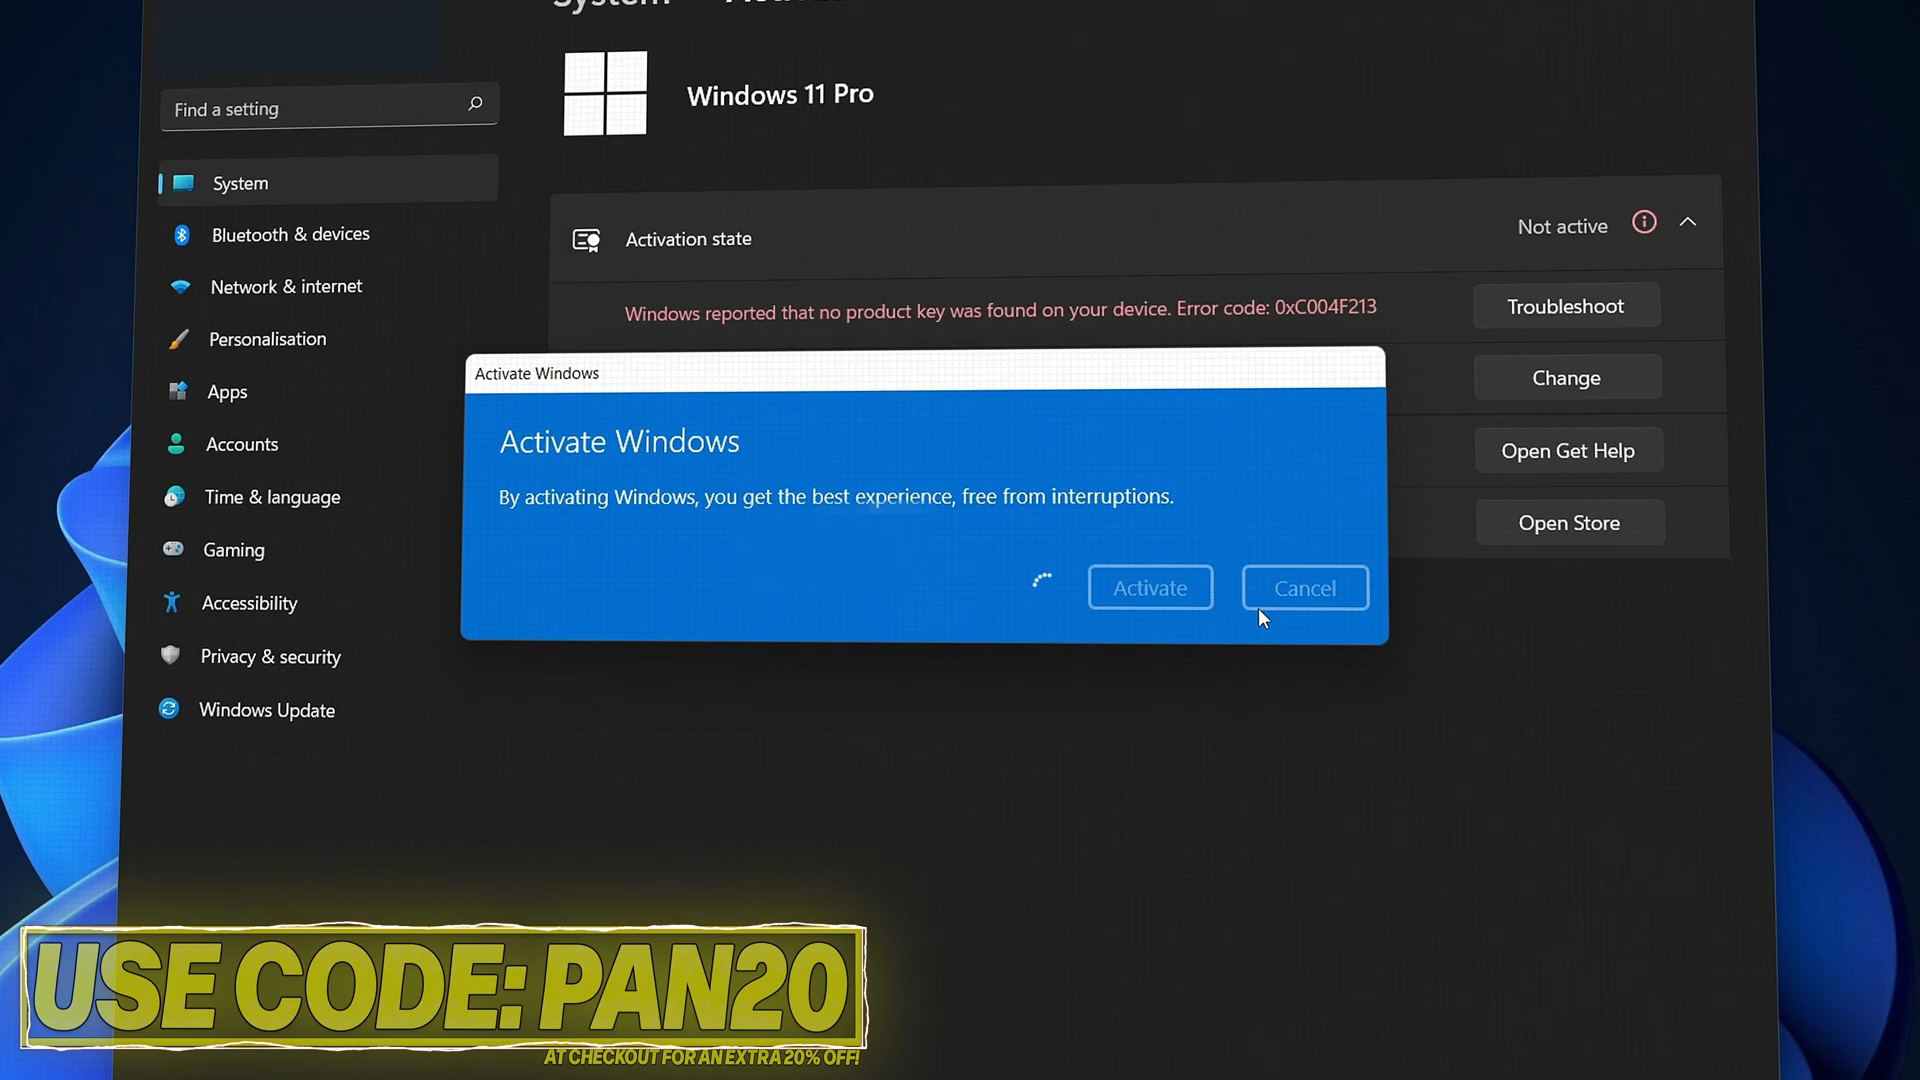 System
Windows 11 Pro
Find a setting
System
Bluetooth & devices
Network & internet
Personalisation
Apps
Accounts
Time & language
Gaming
Accessibility
Privacy & security
Windows Update
Activation state
Not active
Windows reported that no product key was found on your device. Error code: 0xC004F213
Troubleshoot
Change
Open Get Help
Open Store
Activate Windows
Activate Windows
By activating Windows, you get the best experience, free from interruptions.
Activate
Cancel
USE CODE: PAN20
AT CHECKOUT FOR AN EXTRA 20% OFF!